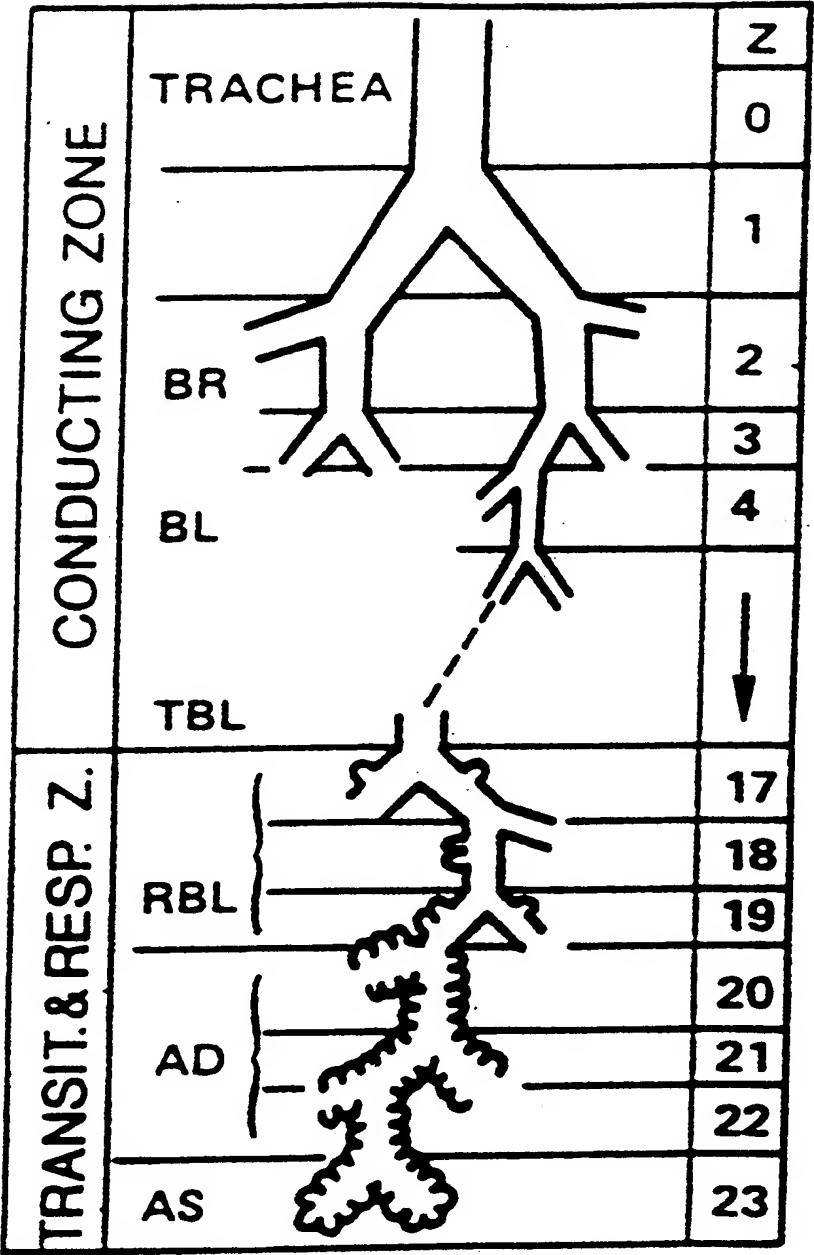 Z
TRACHEA
0
1
BR
2
3
BL
4
TBL
CONDUCTING ZONE
17
18
RBL
19
20
AD
21
22
AS
23
TRANSIT. & RESP. Z.